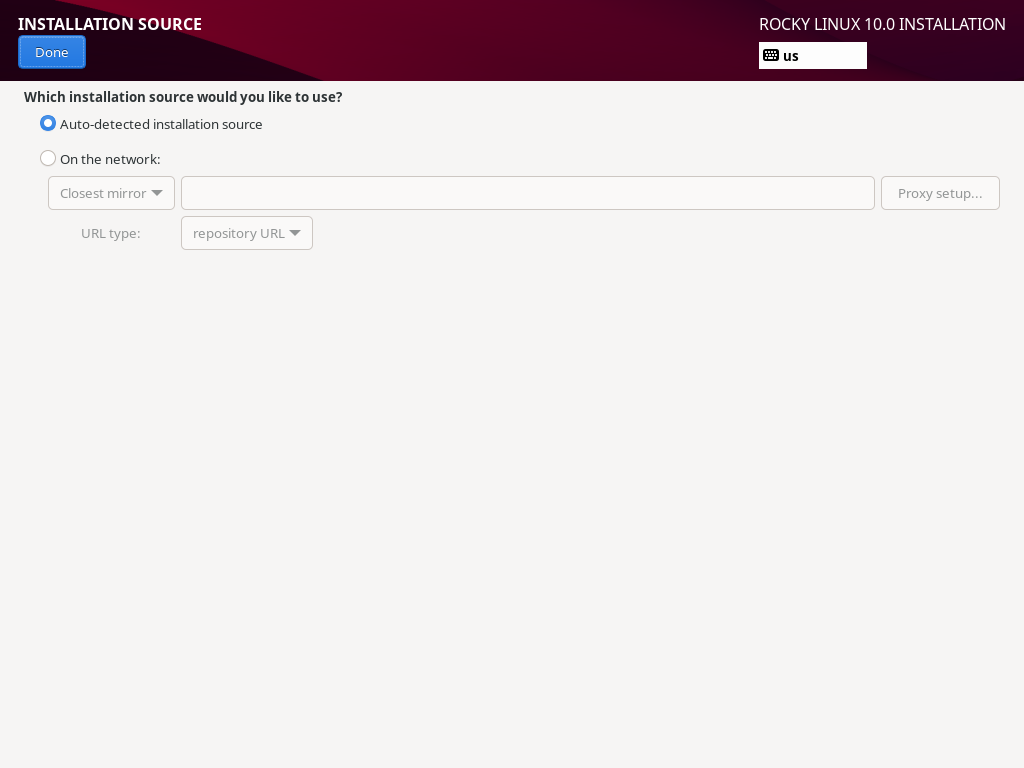 INSTALLATION SOURCE
ROCKY LINUX 10.0 INSTALLATION
Done
us
Which installation source would you like to use?
Auto-detected installation source
On the network:
Closest mirror
Proxy setup...
URL type:
repository URL